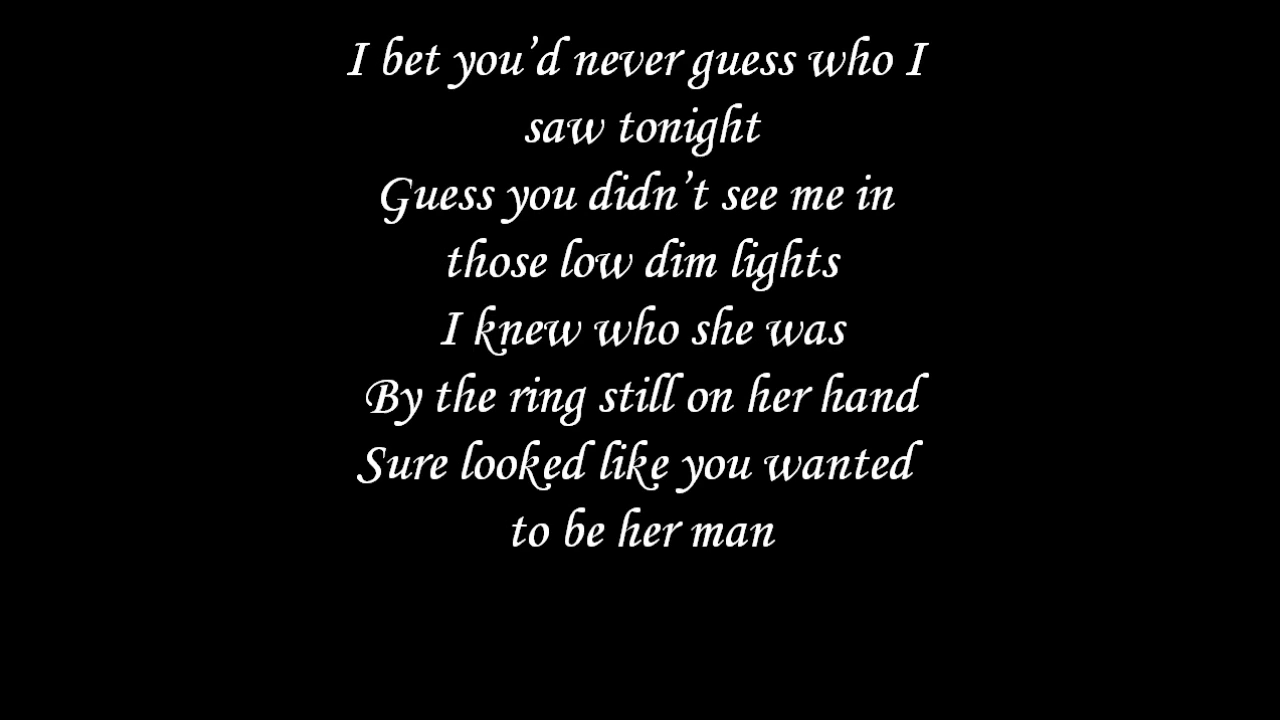 I bet you’d never guess who I
saw tonight
Guess you didn’t see me in
those low dim lights
I knew who she was
By the ring still on her hand
Sure looked like you wanted
to be her man